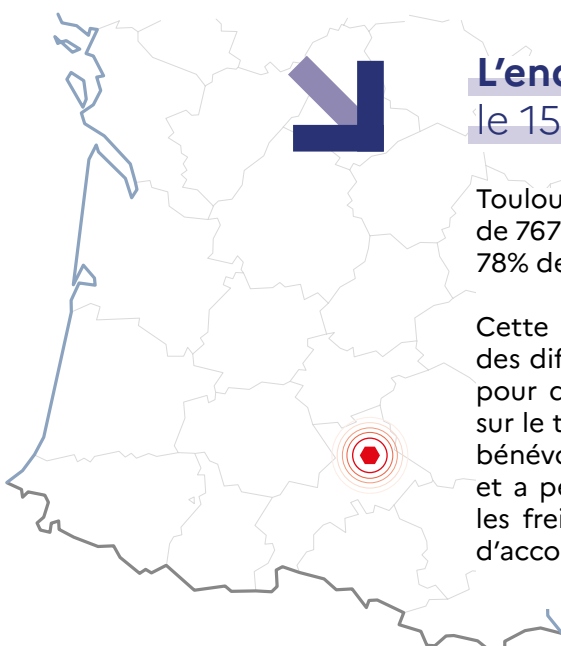 L'enq
le 15
Toulou
de 767
78% de
Cette
des dif
pour c
sur le t
bénévo
et a pe
les frei
d'acco